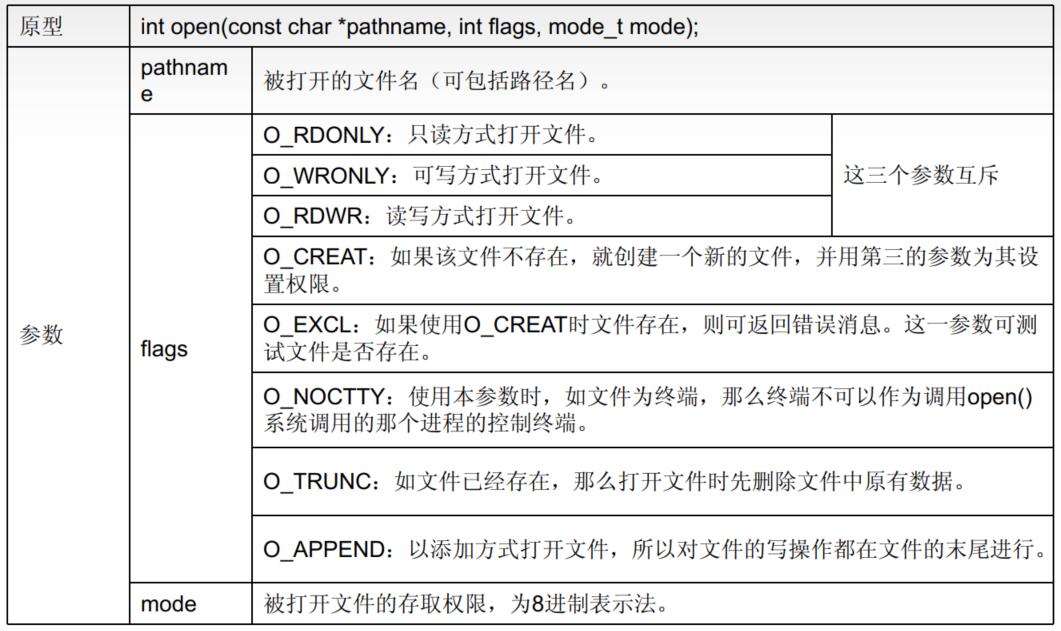 原型
int open(const char *pathname, int flags, mode_t mode);
参数
pathnam
e
被打开的文件名（可包括路径名）。
flags
O_RDONLY：只读方式打开文件。
O_WRONLY：可写方式打开文件。
O_RDWR：读写方式打开文件。
这三个参数互斥
O_CREAT：如果该文件不存在，就创建一个新的文件，并用第三的参数为其设
置权限。
O_EXCL：如果使用O_CREAT时文件存在，则可返回错误消息。这一参数可测
试文件是否存在。
O_NOCTTY：使用本参数时，如文件为终端，那么终端不可以作为调用open()
系统调用的那个进程的控制终端。
O_TRUNC：如文件已经存在，那么打开文件时先删除文件中原有数据。
O_APPEND：以添加方式打开文件，所以对文件的写操作都在文件的末尾进行。
mode
被打开文件的存取权限，为8进制表示法。